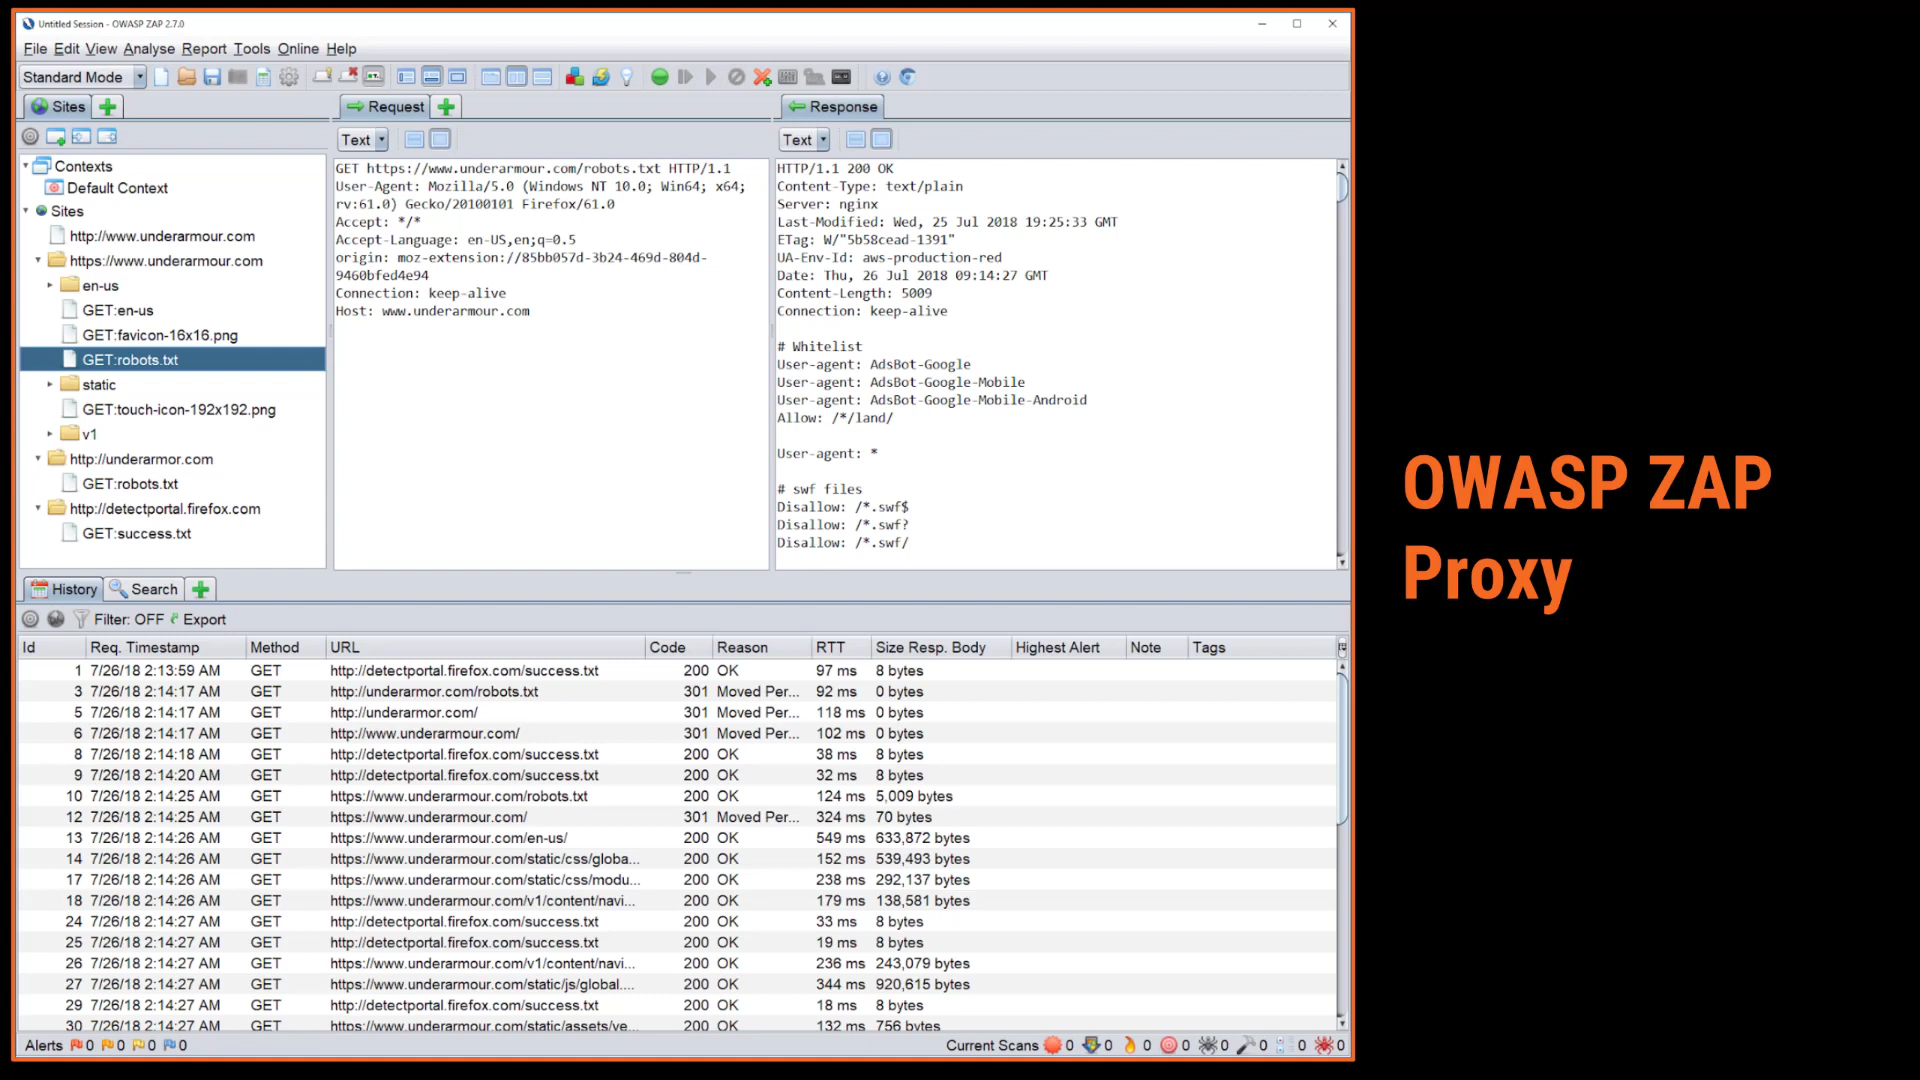 Untitled Session - OWASP ZAP 2.7.0
File Edit View Analyse Report Tools Online Help
Standard Mode
Sites
Request
Response
Text
Text
Contexts
Default Context
Sites
http://www.underarmour.com
https://www.underarmour.com
en-us
GET:en-us
GET:favicon-16x16.png
GET:robots.txt
static
GET:touch-icon-192x192.png
v1
http://underarmor.com
GET:robots.txt
http://detectportal.firefox.com
GET:success.txt
GET https://www.underarmour.com/robots.txt HTTP/1.1
User-Agent: Mozilla/5.0 (Windows NT 10.0; Win64; x64;
rv:61.0) Gecko/20100101 Firefox/61.0
Accept: */*
Accept-Language: en-US,en;q=0.5
origin: moz-extension://85bb057d-3b24-469d-804d-
9460bfed4e94
Connection: keep-alive
Host: www.underarmour.com
HTTP/1.1 200 OK
Content-Type: text/plain
Server: nginx
Last-Modified: Wed, 25 Jul 2018 19:25:33 GMT
ETag: W/"5b58cead-1391"
UA-Env-Id: aws-production-red
Date: Thu, 26 Jul 2018 09:14:27 GMT
Content-Length: 5009
Connection: keep-alive
# Whitelist
User-agent: AdsBot-Google
User-agent: AdsBot-Google-Mobile
User-agent: AdsBot-Google-Mobile-Android
Allow: /*/land/
User-agent: *
# swf files
Disallow: /*.swf$
Disallow: /*.swf?
Disallow: /*.swf/
History
Search
Filter: OFF Export
Id Req. Timestamp Method URL Code Reason RTT Size Resp. Body Highest Alert Note Tags
1 7/26/18 2:13:59 AM GET http://detectportal.firefox.com/success.txt 200 OK 97 ms 8 bytes
3 7/26/18 2:14:17 AM GET http://underarmor.com/robots.txt 301 Moved Per... 92 ms 0 bytes
5 7/26/18 2:14:17 AM GET http://underarmor.com/ 301 Moved Per... 118 ms 0 bytes
6 7/26/18 2:14:17 AM GET http://www.underarmour.com/ 301 Moved Per... 102 ms 0 bytes
8 7/26/18 2:14:18 AM GET http://detectportal.firefox.com/success.txt 200 OK 38 ms 8 bytes
9 7/26/18 2:14:20 AM GET http://detectportal.firefox.com/success.txt 200 OK 32 ms 8 bytes
10 7/26/18 2:14:25 AM GET https://www.underarmour.com/robots.txt 200 OK 124 ms 5,009 bytes
12 7/26/18 2:14:25 AM GET https://www.underarmour.com/ 301 Moved Per... 324 ms 70 bytes
13 7/26/18 2:14:26 AM GET https://www.underarmour.com/en-us/ 200 OK 549 ms 633,872 bytes
14 7/26/18 2:14:26 AM GET https://www.underarmour.com/static/css/globa... 200 OK 152 ms 539,493 bytes
17 7/26/18 2:14:26 AM GET https://www.underarmour.com/static/css/modu... 200 OK 238 ms 292,137 bytes
18 7/26/18 2:14:26 AM GET https://www.underarmour.com/v1/content/navi... 200 OK 179 ms 138,581 bytes
24 7/26/18 2:14:27 AM GET http://detectportal.firefox.com/success.txt 200 OK 33 ms 8 bytes
25 7/26/18 2:14:27 AM GET http://detectportal.firefox.com/success.txt 200 OK 19 ms 8 bytes
26 7/26/18 2:14:27 AM GET https://www.underarmour.com/v1/content/navi... 200 OK 236 ms 243,079 bytes
27 7/26/18 2:14:27 AM GET https://www.underarmour.com/static/js/global.... 200 OK 344 ms 920,615 bytes
29 7/26/18 2:14:27 AM GET http://detectportal.firefox.com/success.txt 200 OK 18 ms 8 bytes
30 7/26/18 2:14:27 AM GET https://www.underarmour.com/static/assets/ve... 200 OK 132 ms 756 bytes
Alerts 0 0 0 0 Current Scans 0 0 0 0 0 0 0 0
OWASP ZAP
Proxy